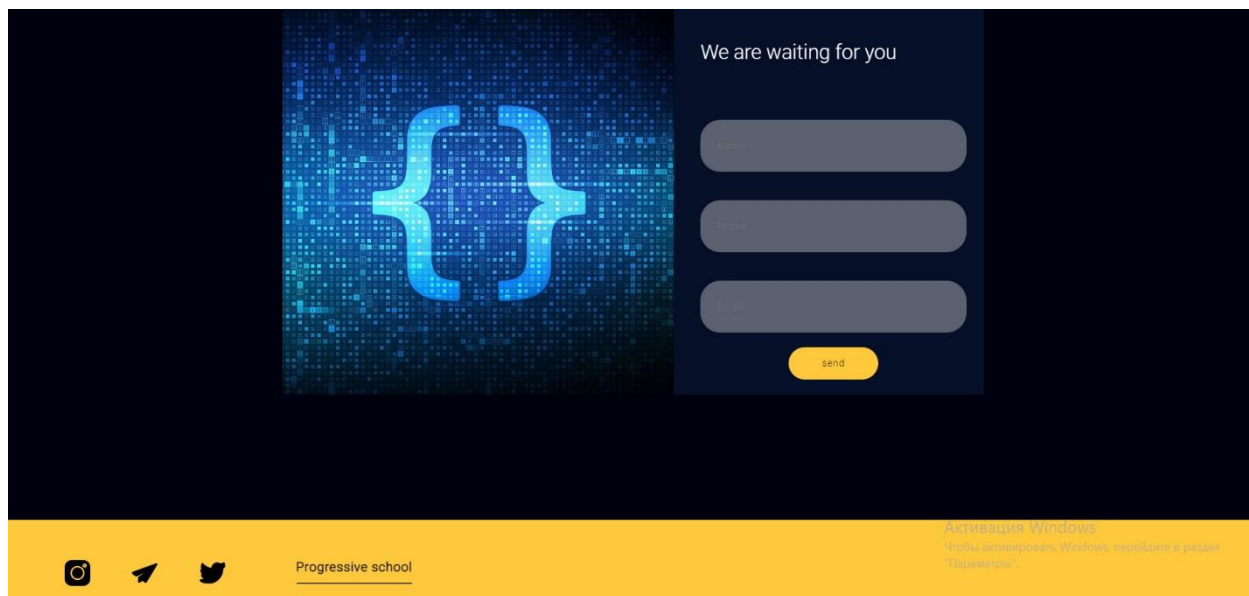 We are waiting for you
Name
Phone
Email
send
Progressive school
Активация Windows
Чтобы активировать Windows, перейдите в раздел
"Параметры".